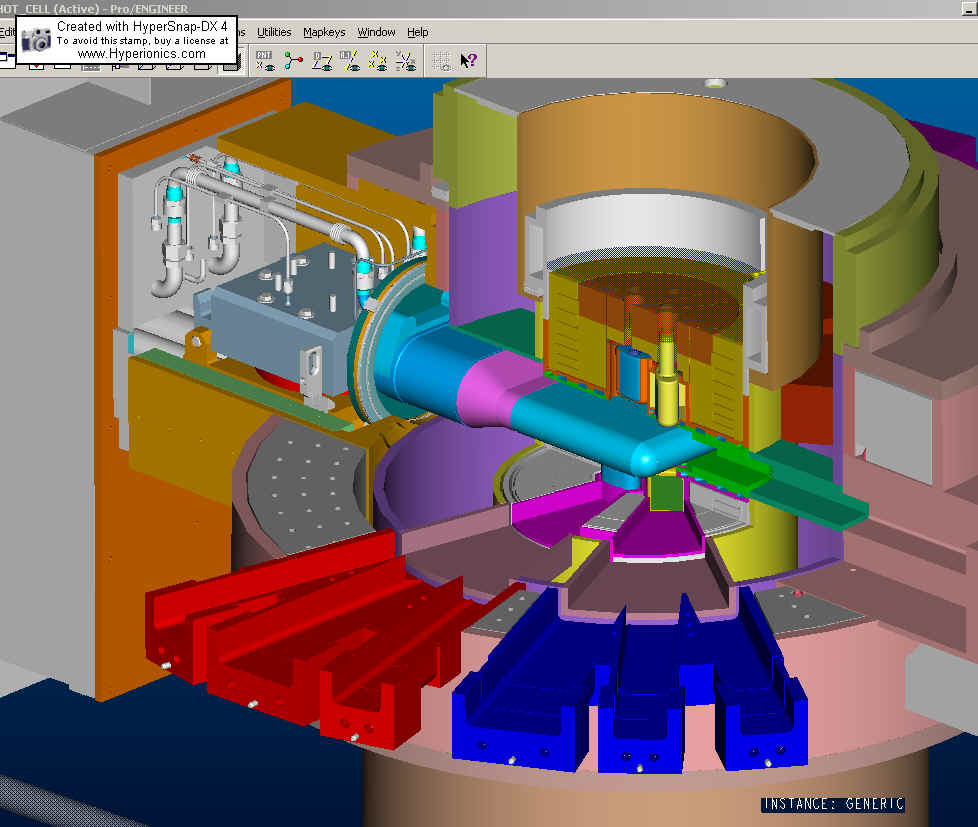 HOT_CELL (Active) - Pro/ENGINEER
Created with HyperSnap-DX 4
To avoid this stamp, buy a license at
www.Hyperionics.com
Utilities Mapkeys Window Help
INSTANCE: GENERIC